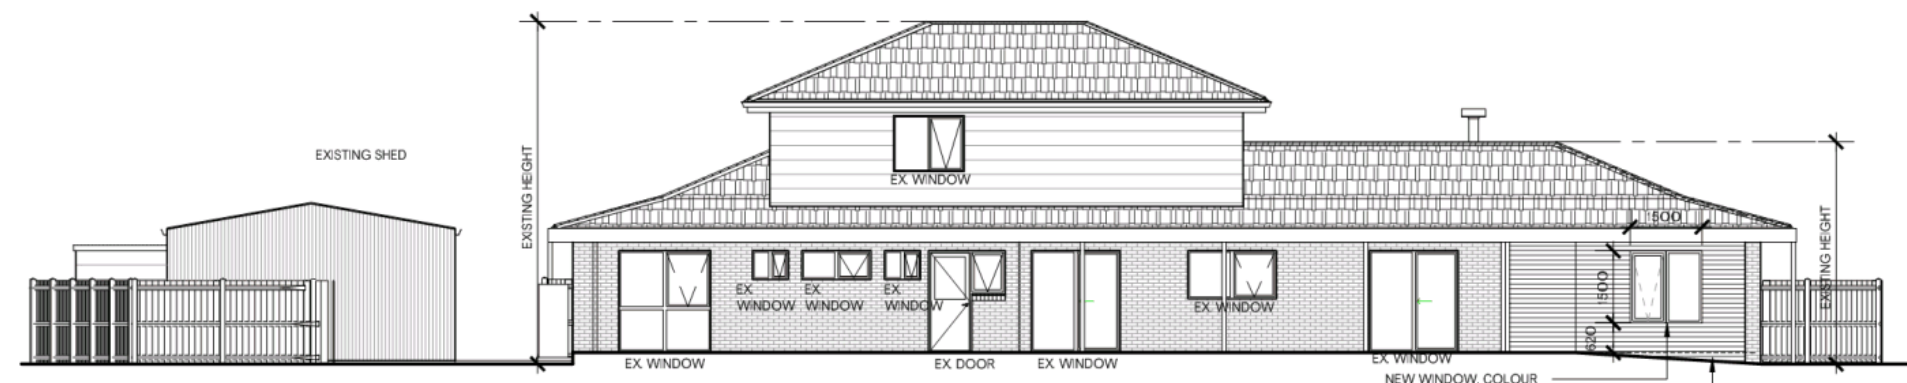 EXISTING SHED
EXISTING HEIGHT
EX. WINDOW
EX. WINDOW
EX.
WINDOW
EX.
WINDOW
EX.
WINDOW
EX. DOOR
EX. WINDOW
EX. WINDOW
EX. WINDOW
1500
1500
620
EXISTING HEIGHT
NEW WINDOW, COLOUR